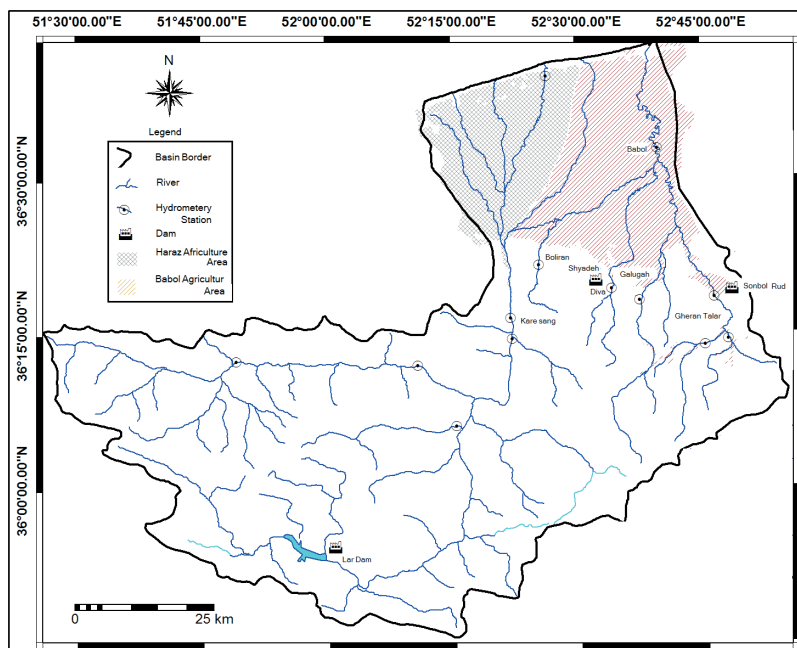 51°30'00.00"E 51°45'00.00"E 52°00'00.00"E 52°15'00.00"E 52°30'00.00"E 52°45'00.00"E
N
Legend
Basin Border
River
Hydrometery
Station
Dam
Haraz Africulture
Area
Babol Agricultur
Area
36°30'00.00"N
36°15'00.00"N
36°00'00.00"N
Babol
Boliran
Shyadeh
Diva
Galugah
Sonbol Rud
Gheran Talar
Kare sang
Lar Dam
0 25 km